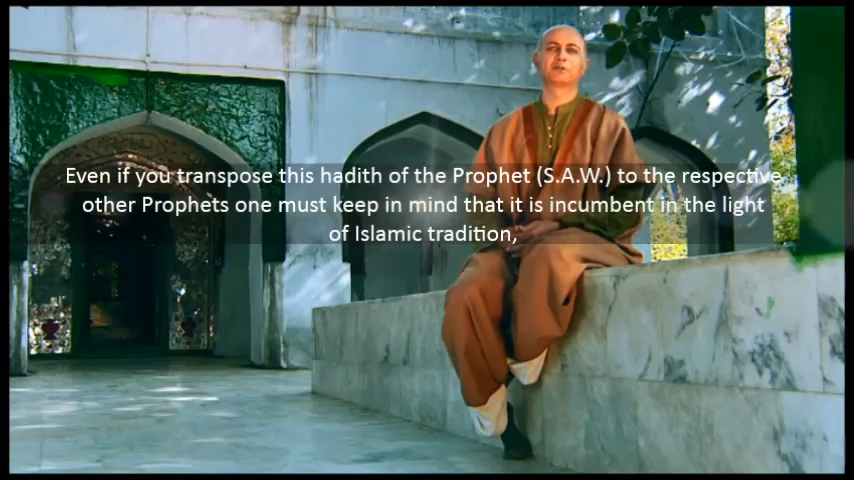 Even if you transpose this hadith of the Prophet (S.A.W.) to the respective
other Prophets one must keep in mind that it is incumbent in the light
of Islamic tradition,